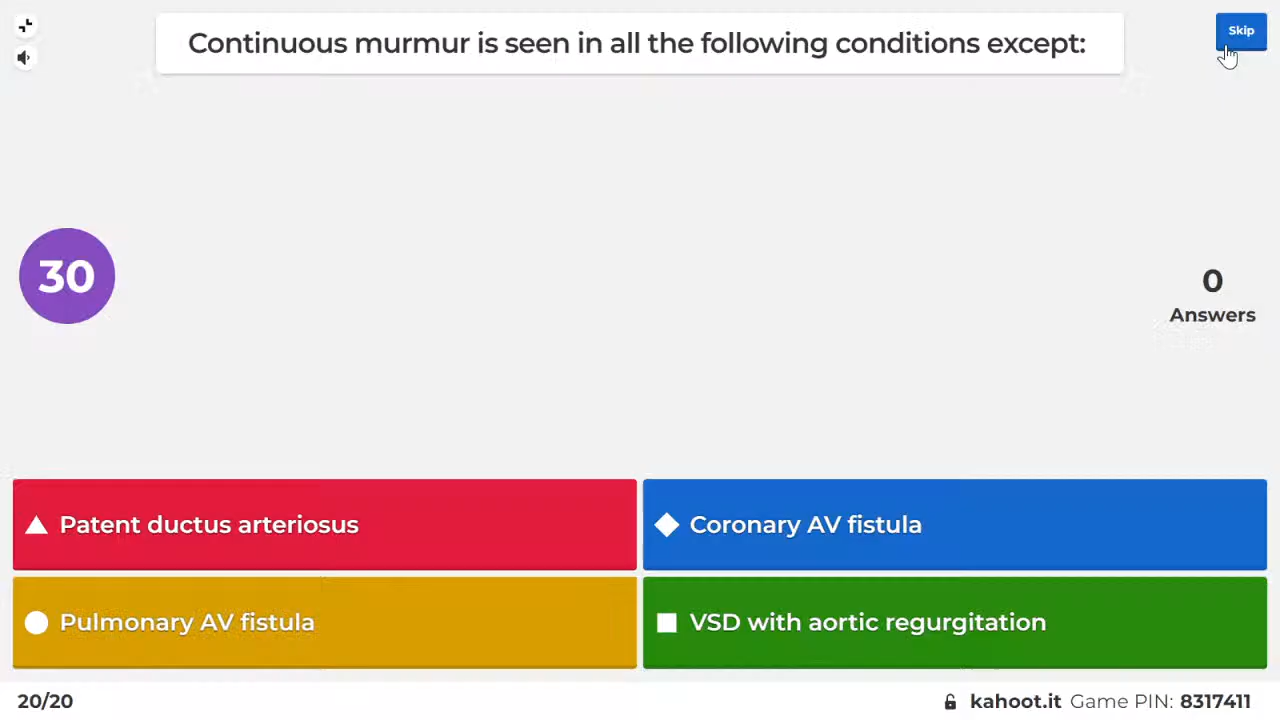 Continuous murmur is seen in all the following conditions except:
Skip
30
0
Answers
Patent ductus arteriosus
Coronary AV fistula
Pulmonary AV fistula
VSD with aortic regurgitation
20/20
kahoot.it Game PIN: 8317411